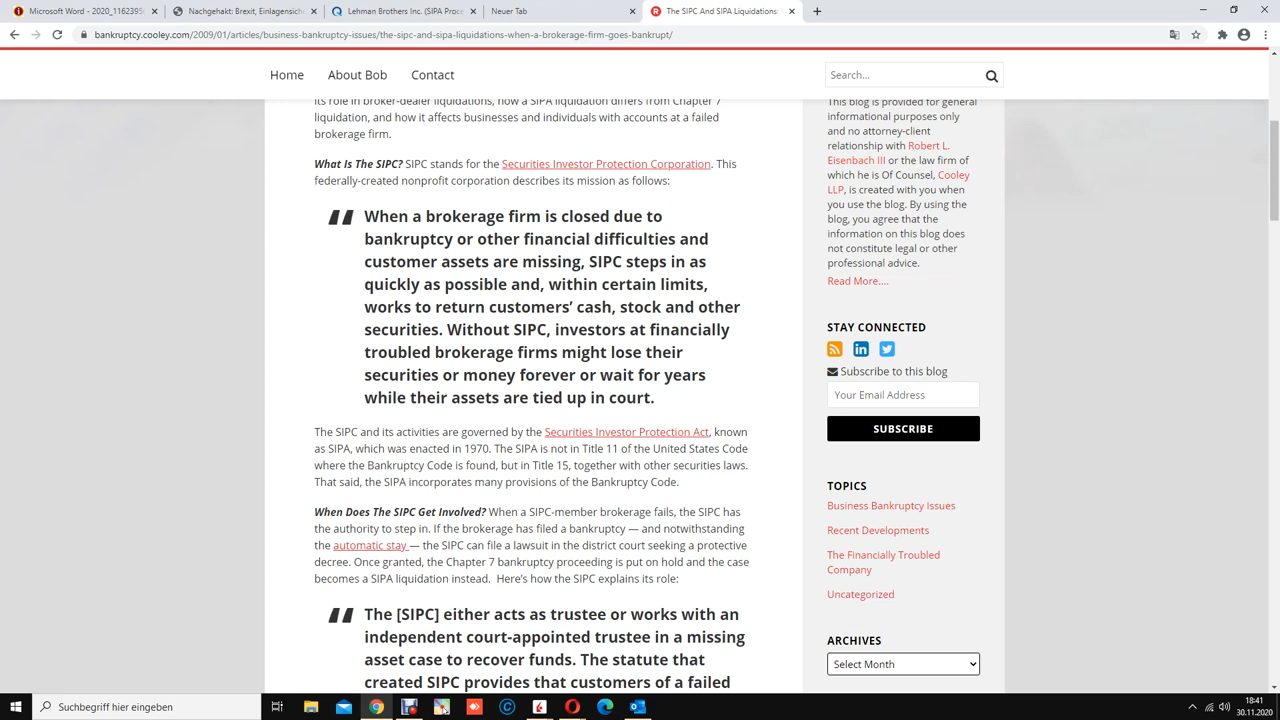 Microsoft Word - 2020_1162395
Nachgehakt: Brexit, Einlagensiche
Lehman Brothers Inc. (SIPA Proce
Neuer Tab
The SIPC And SIPA Liquidations:
bankruptcy.cooley.com/2009/01/articles/business-bankruptcy-issues/the-sipc-and-sipa-liquidations-when-a-brokerage-firm-goes-bankrupt/
Home
About Bob
Contact
Search...
its role in broker-dealer liquidations, how a SIPA liquidation differs from Chapter 7
liquidation, and how it affects businesses and individuals with accounts at a failed
brokerage firm.
What Is The SIPC? SIPC stands for the Securities Investor Protection Corporation. This
federally-created nonprofit corporation describes its mission as follows:
“ When a brokerage firm is closed due to
bankruptcy or other financial difficulties and
customer assets are missing, SIPC steps in as
quickly as possible and, within certain limits,
works to return customers’ cash, stock and other
securities. Without SIPC, investors at financially
troubled brokerage firms might lose their
securities or money forever or wait for years
while their assets are tied up in court.
The SIPC and its activities are governed by the Securities Investor Protection Act, known
as SIPA, which was enacted in 1970. The SIPA is not in Title 11 of the United States Code
where the Bankruptcy Code is found, but in Title 15, together with other securities laws.
That said, the SIPA incorporates many provisions of the Bankruptcy Code.
When Does The SIPC Get Involved? When a SIPC-member brokerage fails, the SIPC has
the authority to step in. If the brokerage has filed a bankruptcy — and notwithstanding
the automatic stay — the SIPC can file a lawsuit in the district court seeking a protective
decree. Once granted, the Chapter 7 bankruptcy proceeding is put on hold and the case
becomes a SIPA liquidation instead. Here’s how the SIPC explains its role:
“ The [SIPC] either acts as trustee or works with an
independent court-appointed trustee in a missing
asset case to recover funds. The statute that
created SIPC provides that customers of a failed
This blog is provided for general
informational purposes only
and no attorney-client
relationship with Robert L.
Eisenbach III or the law firm of
which he is Of Counsel, Cooley
LLP, is created with you when
you use the blog. By using the
blog, you agree that the
information on this blog does
not constitute legal or other
professional advice.
Read More....
STAY CONNECTED
Subscribe to this blog
Your Email Address
SUBSCRIBE
TOPICS
Business Bankruptcy Issues
Recent Developments
The Financially Troubled
Company
Uncategorized
ARCHIVES
Select Month
Suchbegriff hier eingeben
18:41
30.11.2020